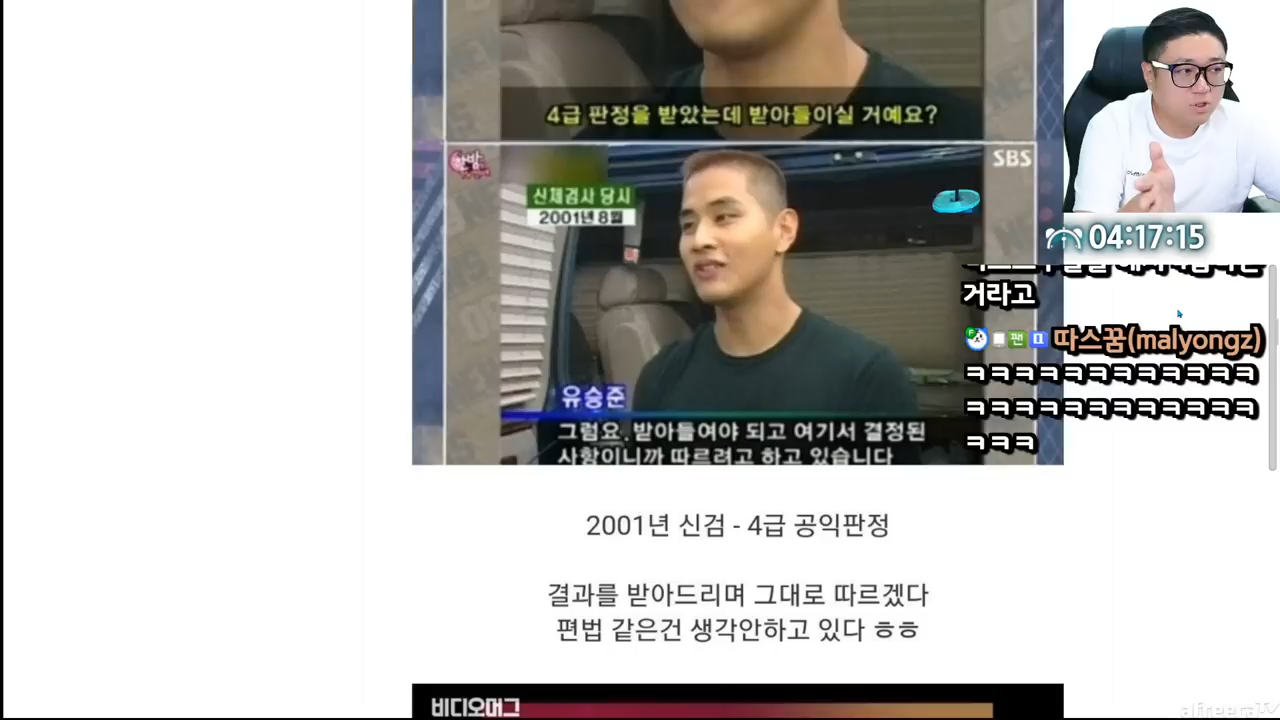 4급 판정을 받았는데 받아들이실 거예요?
한밤
SBS
신체검사 당시
2001년 8월
유승준
그럼요. 받아들여야 되고 여기서 결정된
사항이니까 따르려고 하고 있습니다
2001년 신검 - 4급 공익판정
결과를 받아드리며 그대로 따르겠다
편법 같은건 생각안하고 있다 ㅎㅎ
비디오머그
04:17:15
거라고
팬 따스꿈(malyongz)
ㅋㅋㅋㅋㅋㅋㅋㅋㅋㅋㅋㅋ
ㅋㅋㅋㅋㅋㅋㅋㅋㅋㅋㅋㅋ
ㅋㅋㅋ
afreecaTV